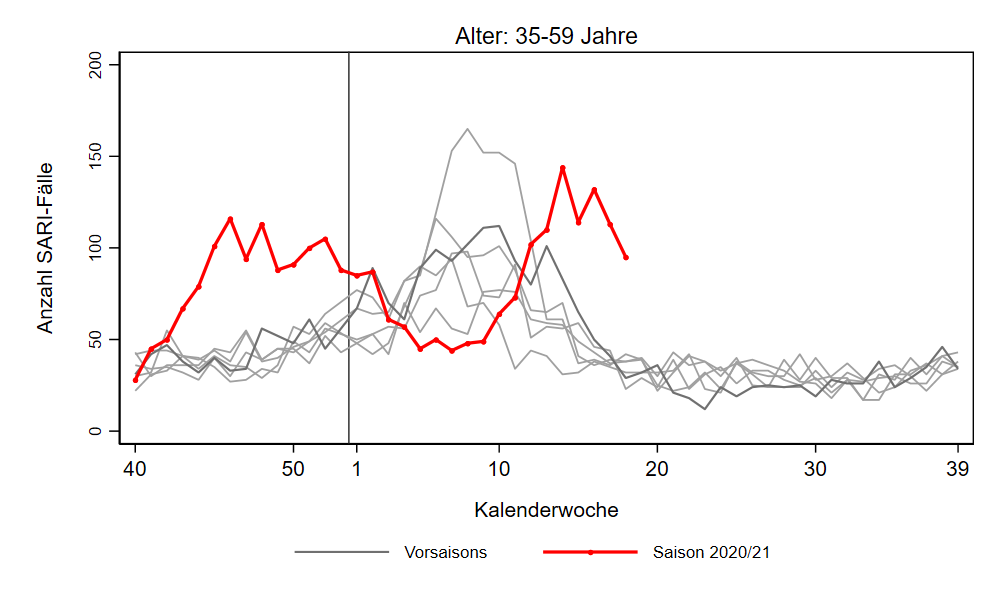 Alter: 35-59 Jahre
Anzahl SARI-Fälle
200
150
100
50
0
40 50 1 10 20 30 39
Kalenderwoche
Vorsaisons Saison 2020/21